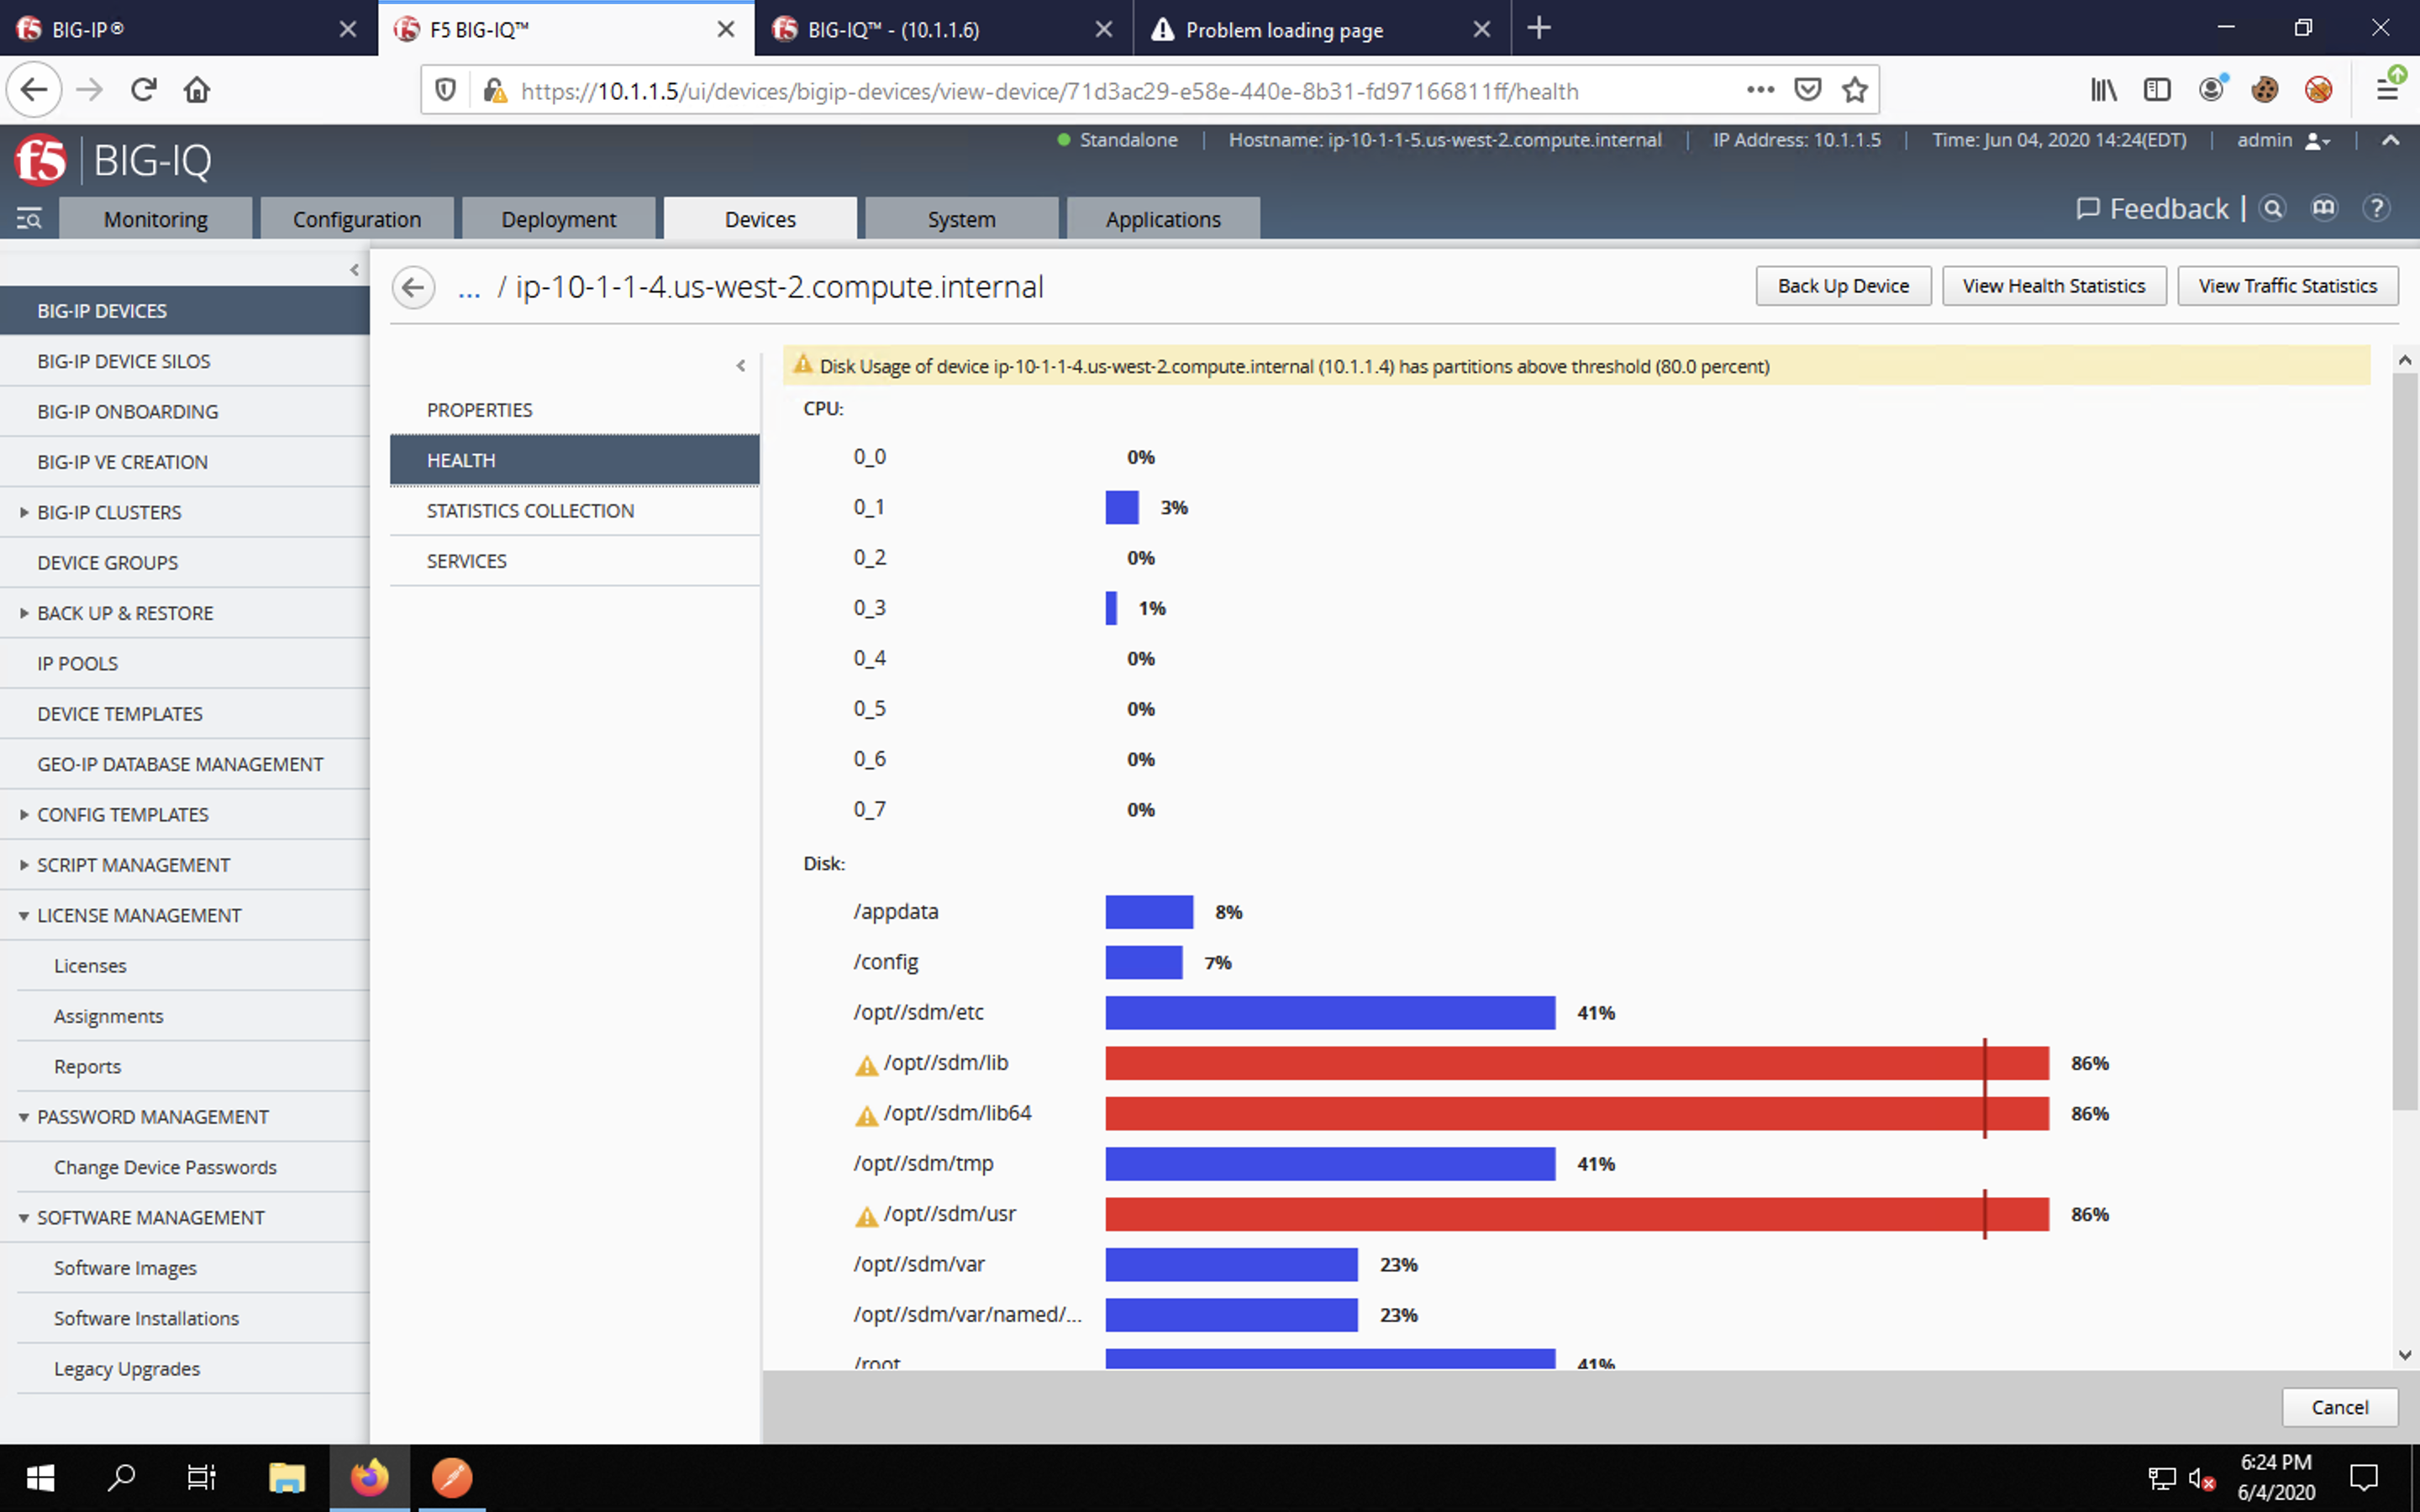 BIG-IP®
F5 BIG-IQ™
BIG-IQ™ - (10.1.1.6)
Problem loading page
https://10.1.1.5/ui/devices/bigip-devices/view-device/71d3ac29-e58e-440e-8b31-fd97166811ff/health
Standalone | Hostname: ip-10-1-1-5.us-west-2.compute.internal | IP Address: 10.1.1.5 | Time: Jun 04, 2020 14:24(EDT) | admin
f5 BIG-IQ
Monitoring
Configuration
Deployment
Devices
System
Applications
Feedback | ?
BIG-IP DEVICES
BIG-IP DEVICE SILOS
BIG-IP ONBOARDING
BIG-IP VE CREATION
BIG-IP CLUSTERS
DEVICE GROUPS
BACK UP & RESTORE
IP POOLS
DEVICE TEMPLATES
GEO-IP DATABASE MANAGEMENT
CONFIG TEMPLATES
SCRIPT MANAGEMENT
LICENSE MANAGEMENT
Licenses
Assignments
Reports
PASSWORD MANAGEMENT
Change Device Passwords
SOFTWARE MANAGEMENT
Software Images
Software Installations
Legacy Upgrades
... / ip-10-1-1-4.us-west-2.compute.internal
Back Up Device
View Health Statistics
View Traffic Statistics
PROPERTIES
HEALTH
STATISTICS COLLECTION
SERVICES
Disk Usage of device ip-10-1-1-4.us-west-2.compute.internal (10.1.1.4) has partitions above threshold (80.0 percent)
CPU:
0_0 0%
0_1 3%
0_2 0%
0_3 1%
0_4 0%
0_5 0%
0_6 0%
0_7 0%
Disk:
/appdata 8%
/config 7%
/opt//sdm/etc 41%
/opt//sdm/lib 86%
/opt//sdm/lib64 86%
/opt//sdm/tmp 41%
/opt//sdm/usr 86%
/opt//sdm/var 23%
/opt//sdm/var/named/... 23%
/root 41%
Cancel
6:24 PM
6/4/2020